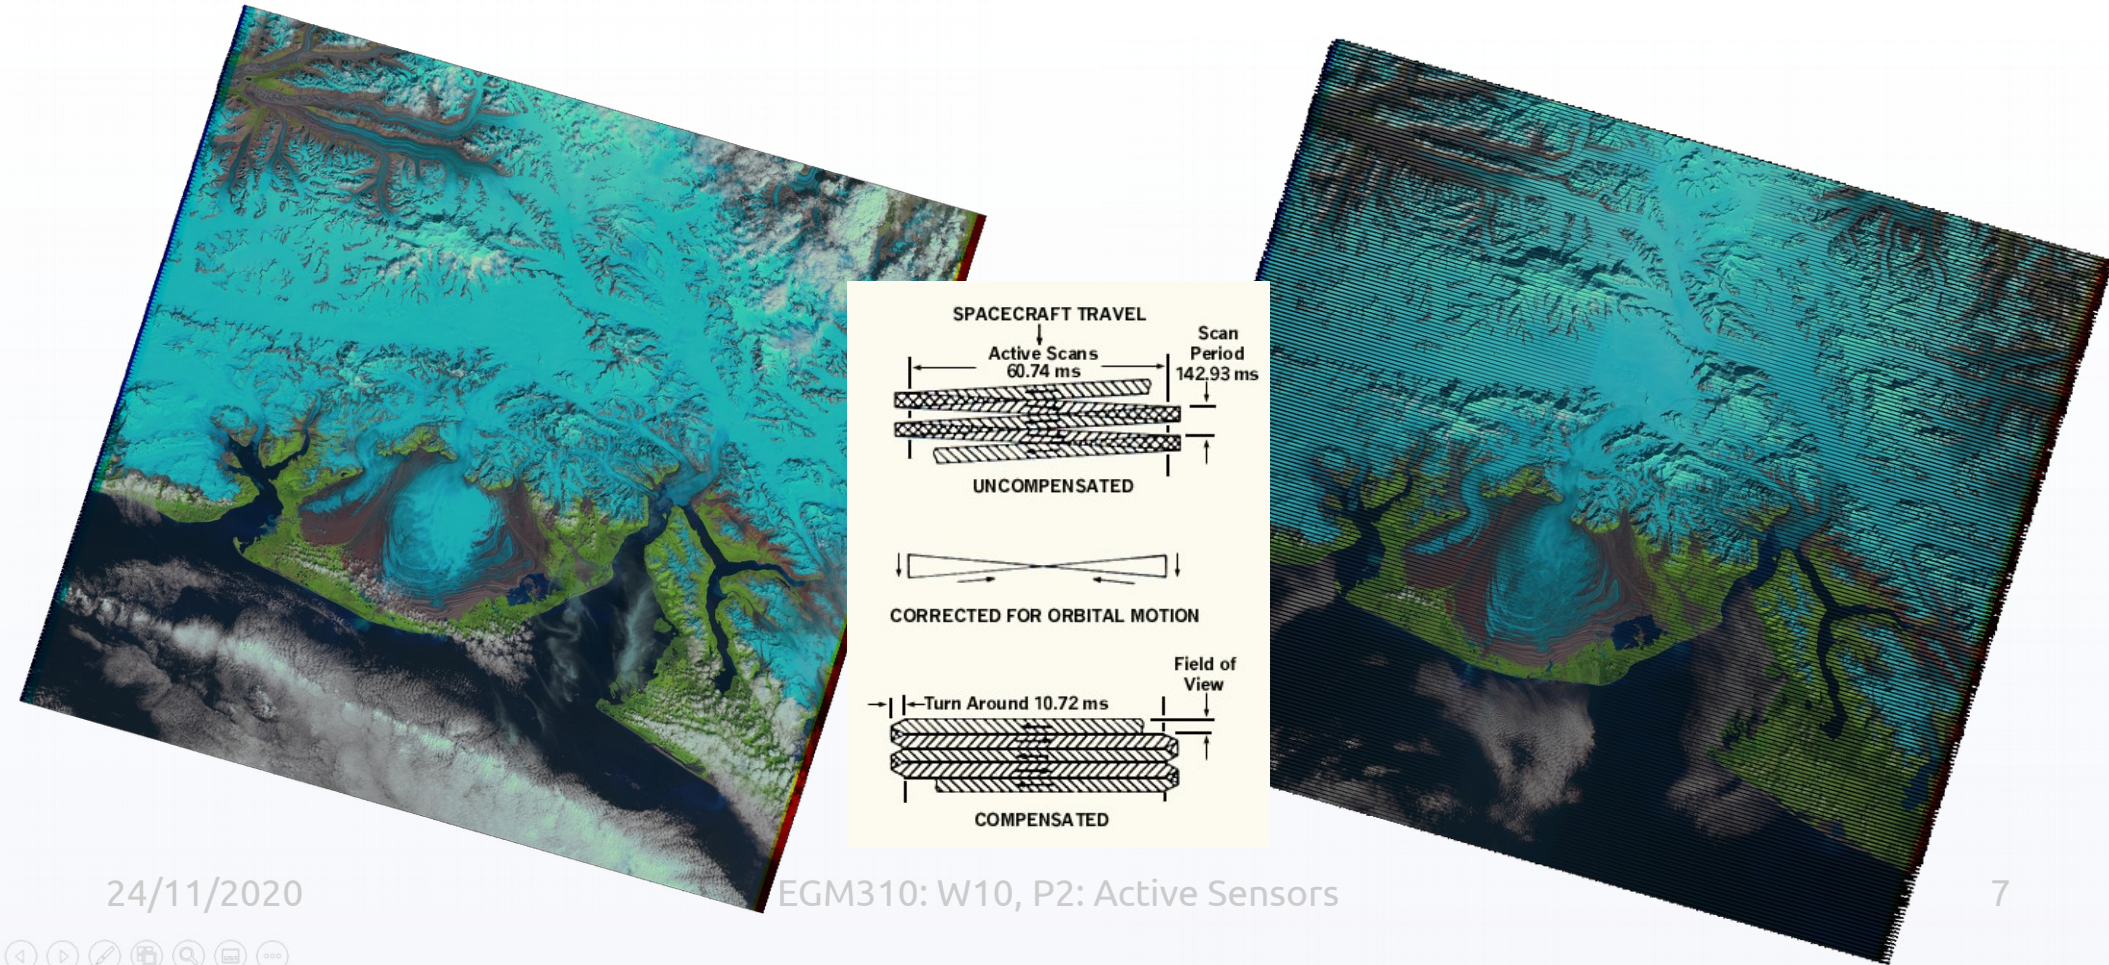 SPACECRAFT TRAVEL
Scan
Period
142.93 ms
Active Scans
60.74 ms
UNCOMPENSATED
CORRECTED FOR ORBITAL MOTION
Field of
View
Turn Around 10.72 ms
COMPENSATED
24/11/2020
EGM310: W10, P2: Active Sensors
7